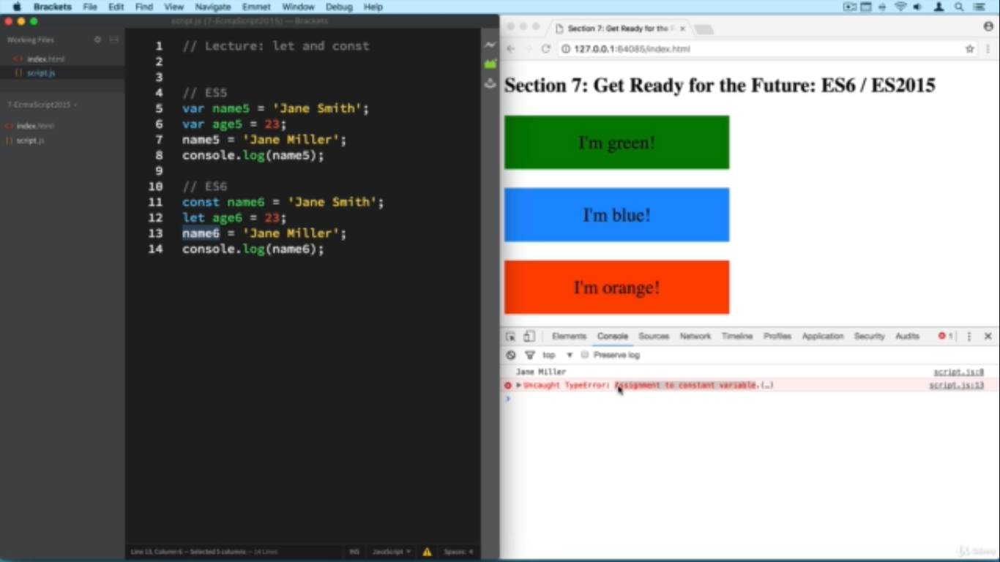 Brackets File Edit Find View Navigate Emmet Window Debug Help
script.js (7-EcmaScript2015) — Brackets
Working Files
index.html
script.js
7-EcmaScript2015
index.html
script.js
1 // Lecture: let and const
2
3
4 // ES5
5 var name5 = 'Jane Smith';
6 var age5 = 23;
7 name5 = 'Jane Miller';
8 console.log(name5);
9
10 // ES6
11 const name6 = 'Jane Smith';
12 let age6 = 23;
13 name6 = 'Jane Miller';
14 console.log(name6);
Line 13, Column 6 — Selected 5 columns — 14 Lines
INS JavaScript Spaces: 4
Section 7: Get Ready for the F
127.0.0.1:64086/index.html
Section 7: Get Ready for the Future: ES6 / ES2015
I'm green!
I'm blue!
I'm orange!
Elements Console Sources Network Timeline Profiles Application Security Audits 1
top Preserve log
Jane Miller script.js:8
Uncaught TypeError: Assignment to constant variable.(…) script.js:13
Udemy